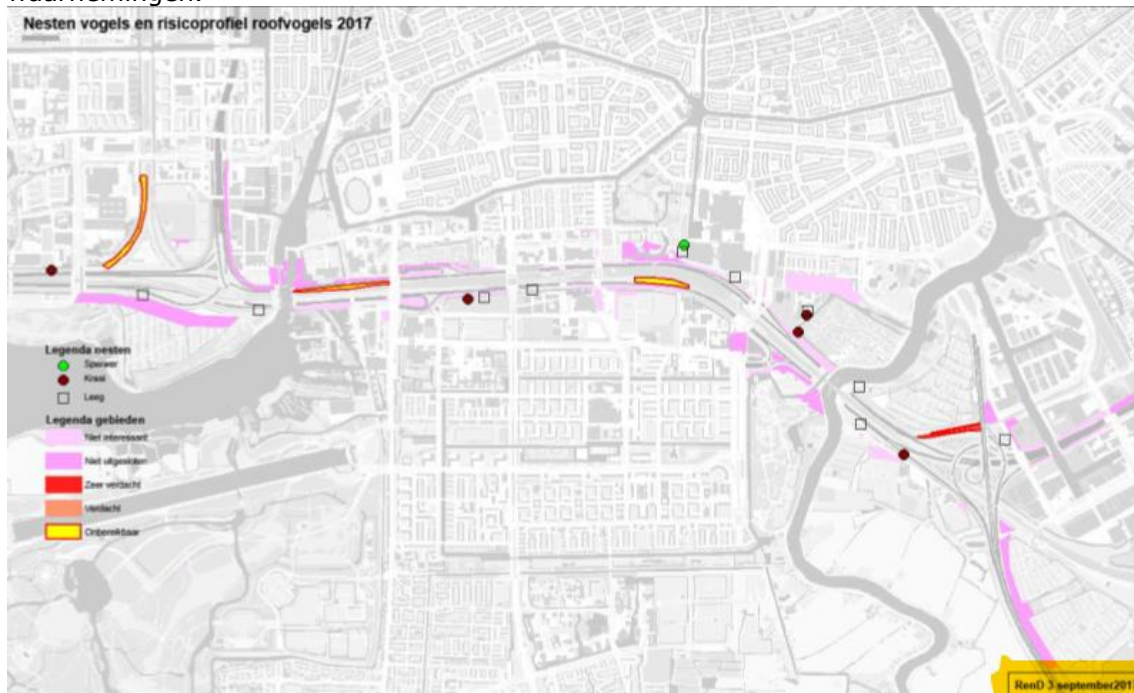 Nesten vogels en risicoprofiel roofvogels 2017
Legenda nesten
Sperwer
Kraai
Leeg
Legenda gebieden
Niet interessant
Niet uitgesloten
Zeer verdacht
Verdacht
Onbereikbaar
RenD 3 september201